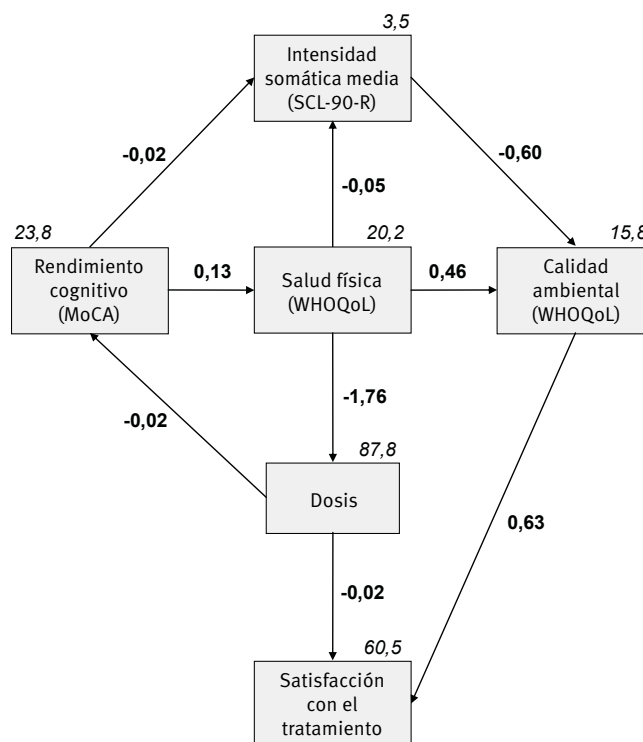 3,5
Intensidad
somática media
(SCL-90-R)
-0,02
-0,60
-0,05
23,8
Rendimiento
cognitivo
(MoCA)
0,13
20,2
Salud física
(WHOQoL)
0,46
15,8
Calidad
ambiental
(WHOQoL)
-1,76
-0,02
87,8
Dosis
0,63
-0,02
60,5
Satisfacción
con el
tratamiento